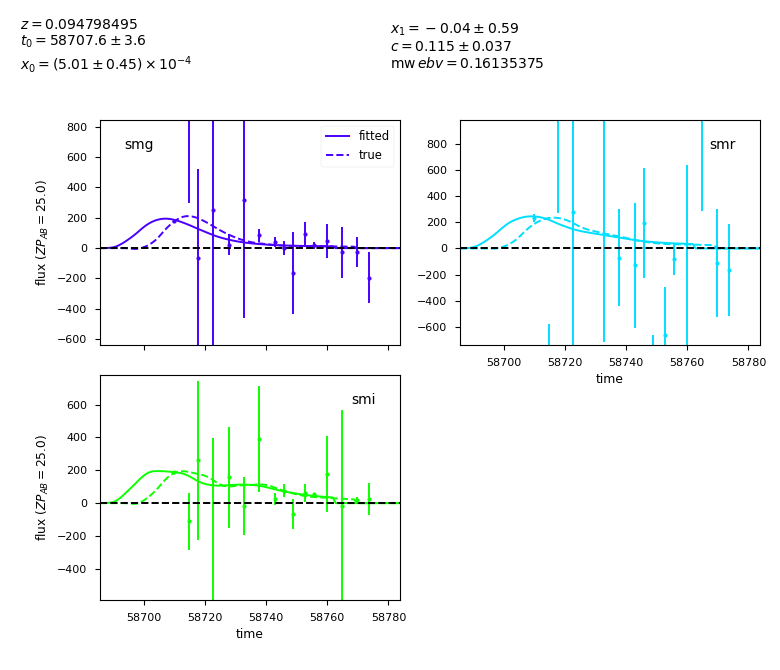 z = 0.094798495
t₀ = 58707.6 ± 3.6
x₀ = (5.01 ± 0.45) × 10⁻⁴
x₁ = −0.04 ± 0.59
c = 0.115 ± 0.037
mw ebv = 0.16135375
smg
fitted
true
800
600
400
200
0
−200
−400
−600
flux (ZP_AB = 25.0)
smr
800
600
400
200
0
−200
−400
−600
58700 58720 58740 58760 58780
time
smi
600
400
200
0
−200
−400
flux (ZP_AB = 25.0)
58700 58720 58740 58760 58780
time